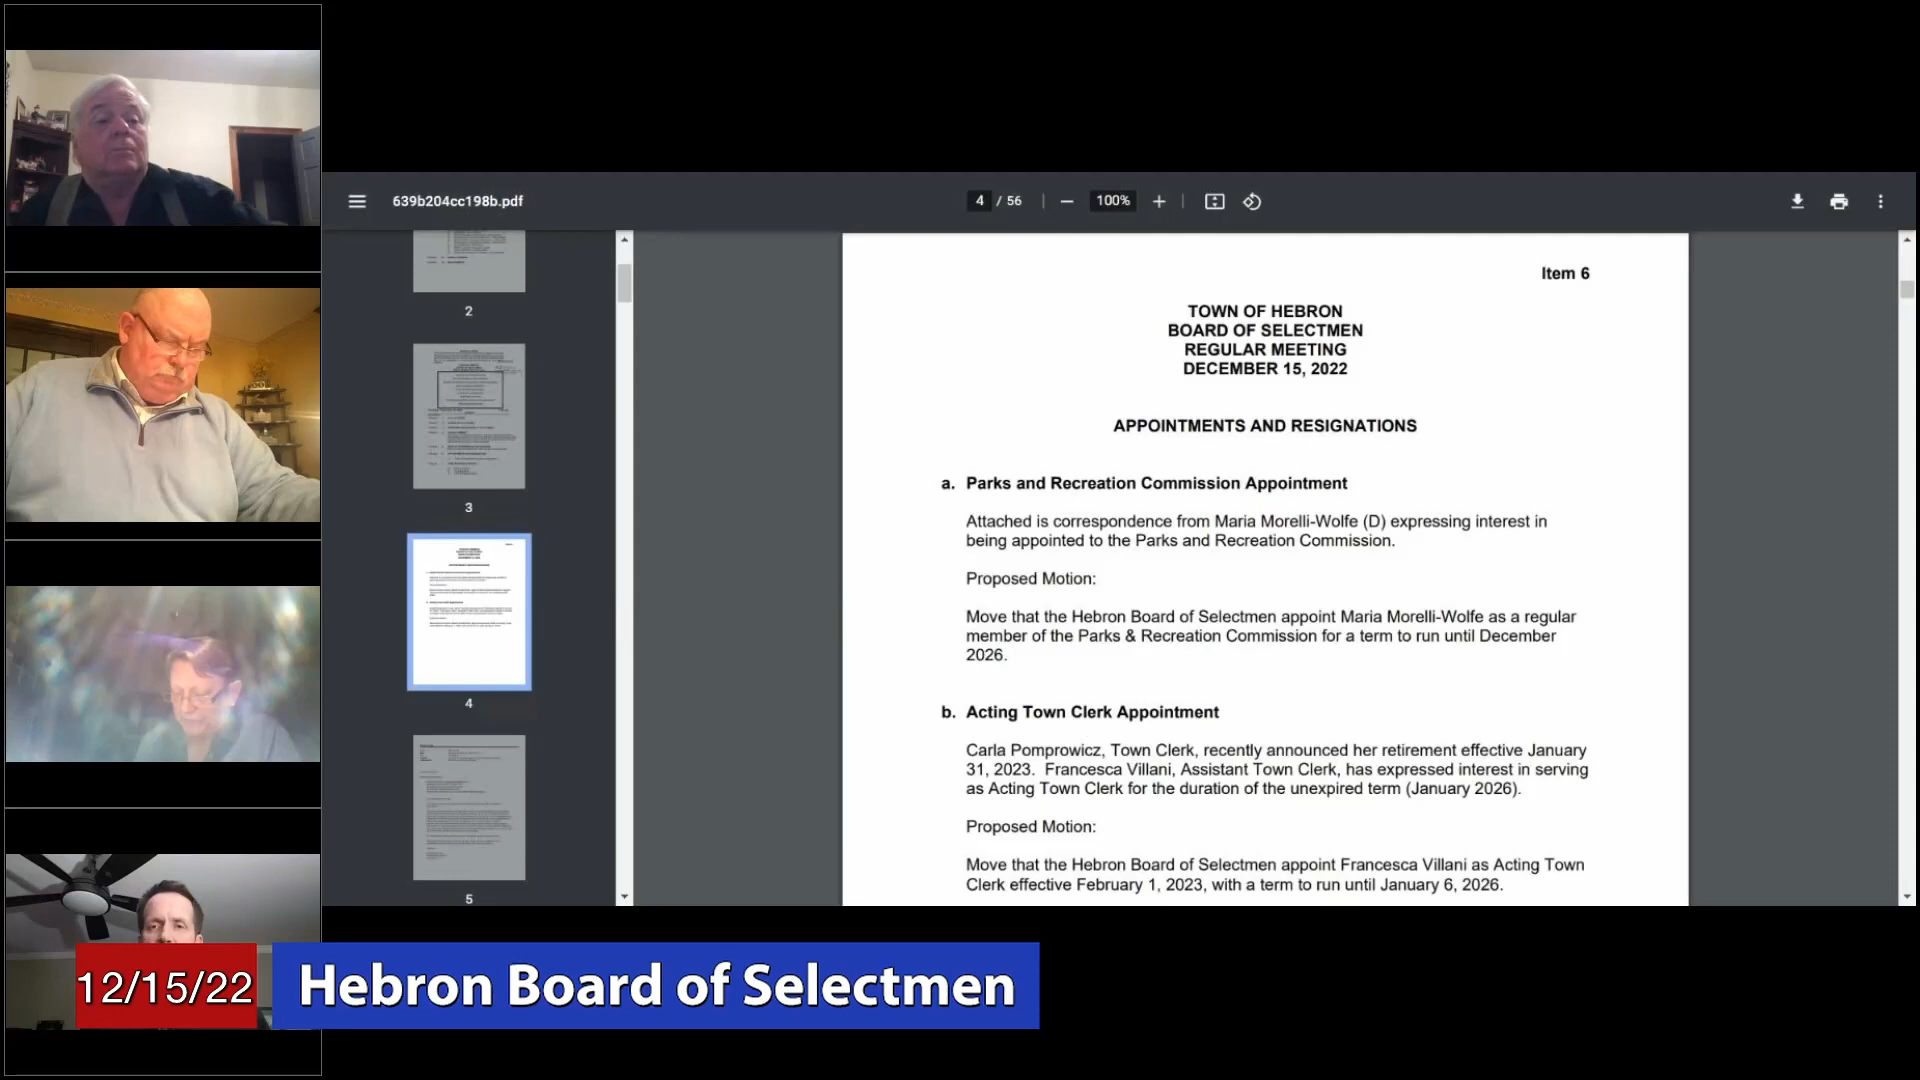 639b204cc198b.pdf
4 / 56
100%
2
3
4
5
Item 6
TOWN OF HEBRON
BOARD OF SELECTMEN
REGULAR MEETING
DECEMBER 15, 2022
APPOINTMENTS AND RESIGNATIONS
a. Parks and Recreation Commission Appointment
Attached is correspondence from Maria Morelli-Wolfe (D) expressing interest in
being appointed to the Parks and Recreation Commission.
Proposed Motion:
Move that the Hebron Board of Selectmen appoint Maria Morelli-Wolfe as a regular
member of the Parks & Recreation Commission for a term to run until December
2026.
b. Acting Town Clerk Appointment
Carla Pomprowicz, Town Clerk, recently announced her retirement effective January
31, 2023. Francesca Villani, Assistant Town Clerk, has expressed interest in serving
as Acting Town Clerk for the duration of the unexpired term (January 2026).
Proposed Motion:
Move that the Hebron Board of Selectmen appoint Francesca Villani as Acting Town
Clerk effective February 1, 2023, with a term to run until January 6, 2026.
12/15/22
Hebron Board of Selectmen